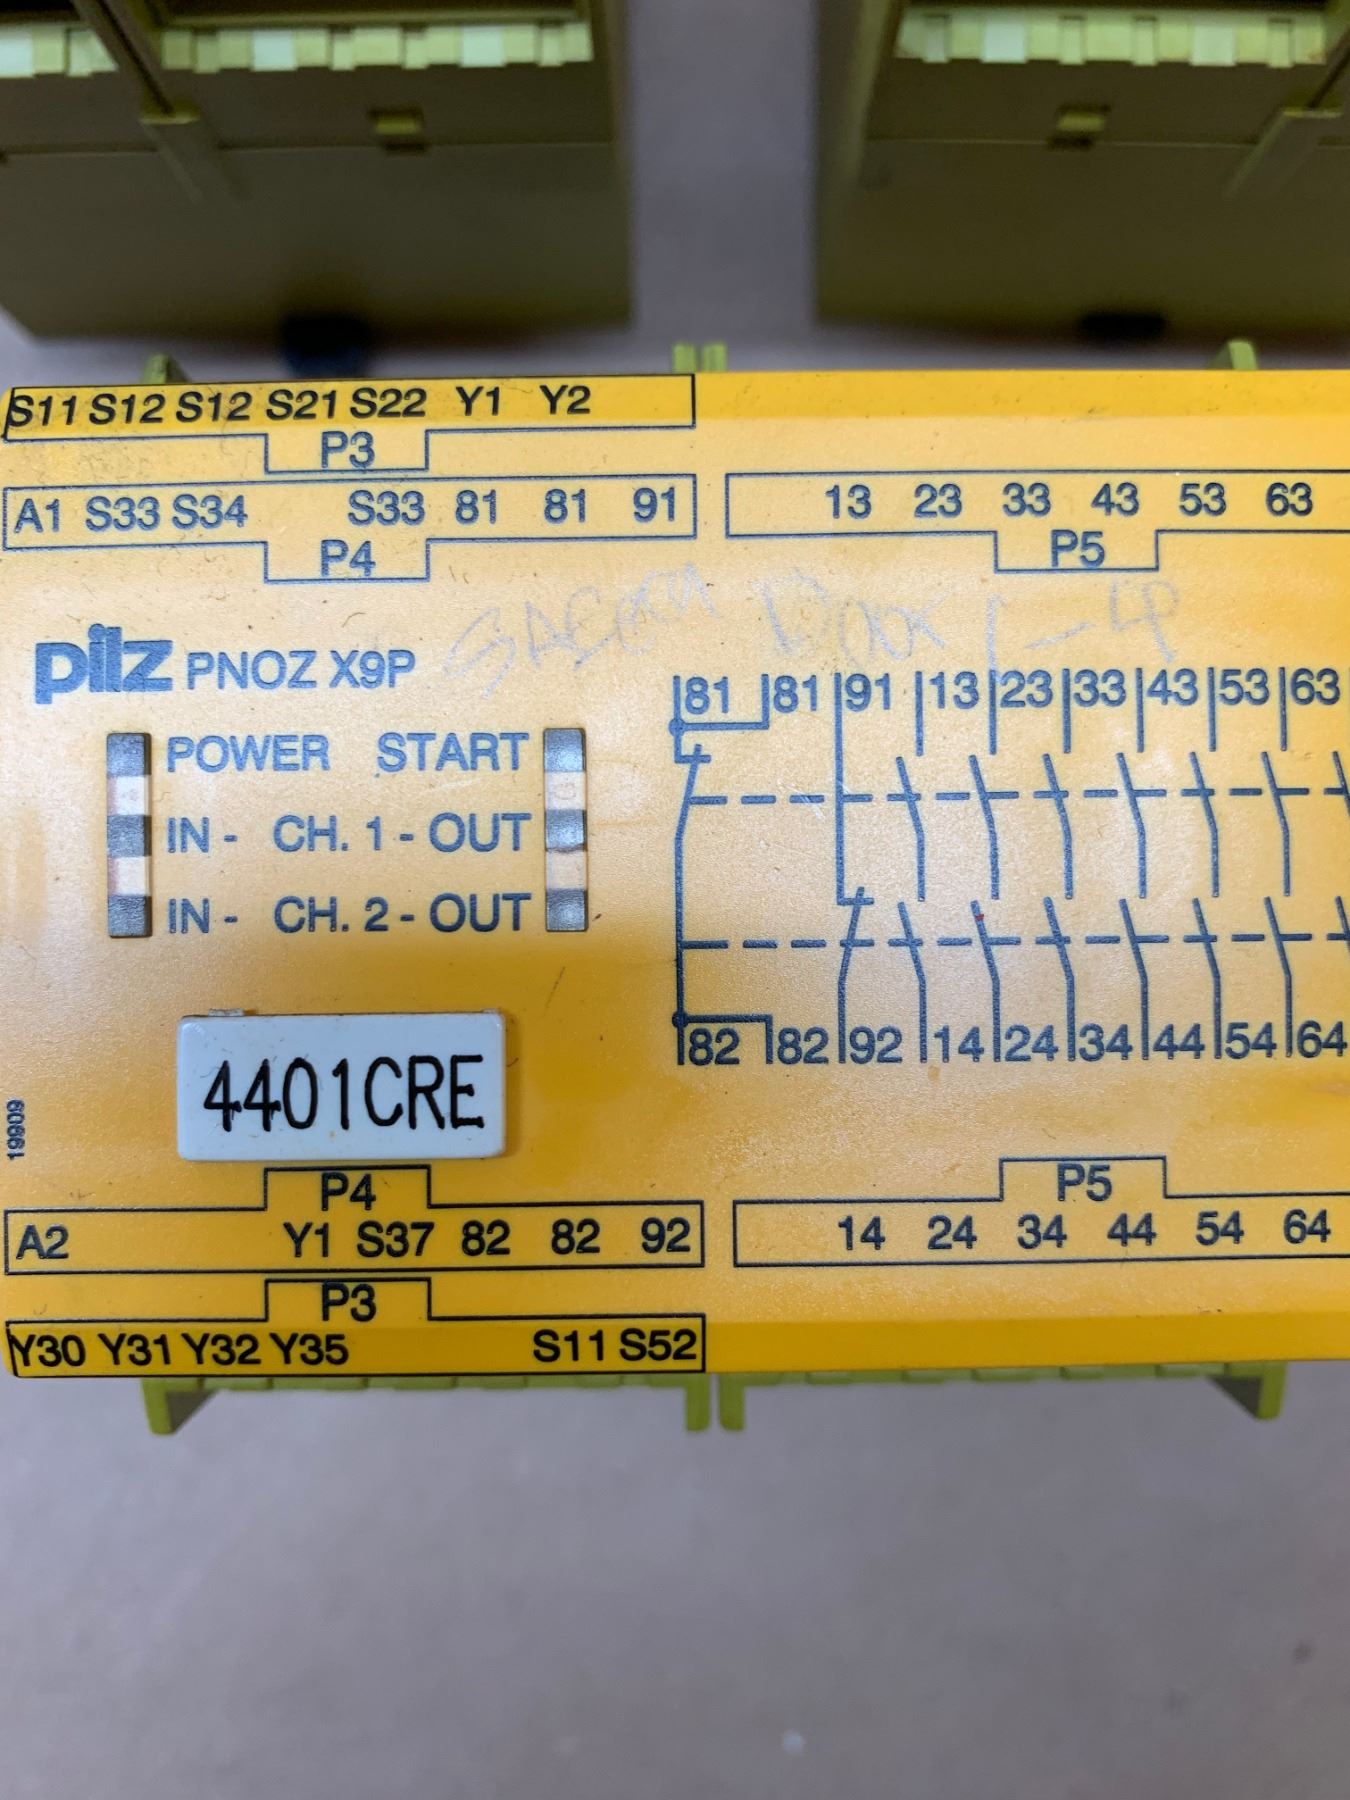 S11 S12 S12 S21 S22 Y1 Y2
P3
A1 S33 S34 S33 81 81 91
P4
13 23 33 43 53 63
P5
pilz PNOZ X9P
POWER START
IN - CH. 1 - OUT
IN - CH. 2 - OUT
81 81 91 13 23 33 43 53 63
82 82 92 14 24 34 44 54 64
4401CRE
19909
P4
A2 Y1 S37 82 82 92
P3
Y30 Y31 Y32 Y35 S11 S52
P5
14 24 34 44 54 64